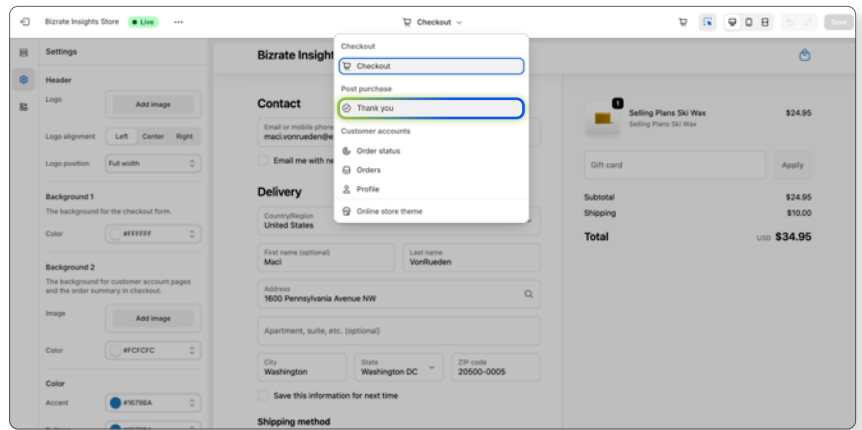 Bizrate Insights Store
Live
Checkout
Save
Settings
Header
Logo
Add image
Logo alignment
Left
Center
Right
Logo position
Full width
Background 1
The background for the checkout form.
Color
#FFFFFF
Background 2
The background for customer account pages
and the order summary in checkout.
Image
Add image
Color
#FCFCFC
Color
Accent
Checkout
Checkout
Post purchase
Thank you
Customer accounts
Order status
Orders
Profile
Online store theme
Bizrate Insight
Contact
Email or mobile phone
maci.vonrueden@e
Email me with ne
Delivery
Country/Region
United States
First name (optional)
Maci
Last name
VonRueden
Address
1600 Pennsylvania Avenue NW
Apartment, suite, etc. (optional)
City
Washington
State
Washington DC
ZIP code
20500-0005
Save this information for next time
Shipping method
1
Selling Plans Ski Wax
Selling Plans Ski Wax
$24.95
Gift card
Apply
Subtotal
$24.95
Shipping
$10.00
Total
USD $34.95